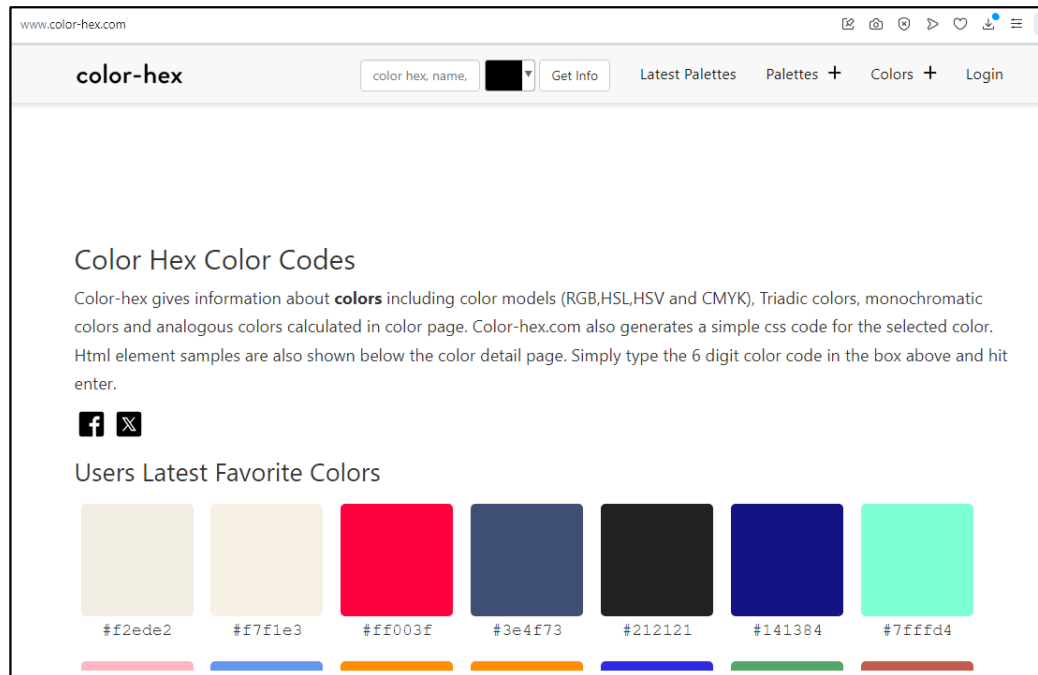 www.color-hex.com
color-hex
color hex, name,
Get Info
Latest Palettes
Palettes +
Colors +
Login
Color Hex Color Codes
Color-hex gives information about colors including color models (RGB,HSL,HSV and CMYK), Triadic colors, monochromatic
colors and analogous colors calculated in color page. Color-hex.com also generates a simple css code for the selected color.
Html element samples are also shown below the color detail page. Simply type the 6 digit color code in the box above and hit
enter.
Users Latest Favorite Colors
#f2ede2 #f7f1e3 #ff003f #3e4f73 #212121 #141384 #7fffd4